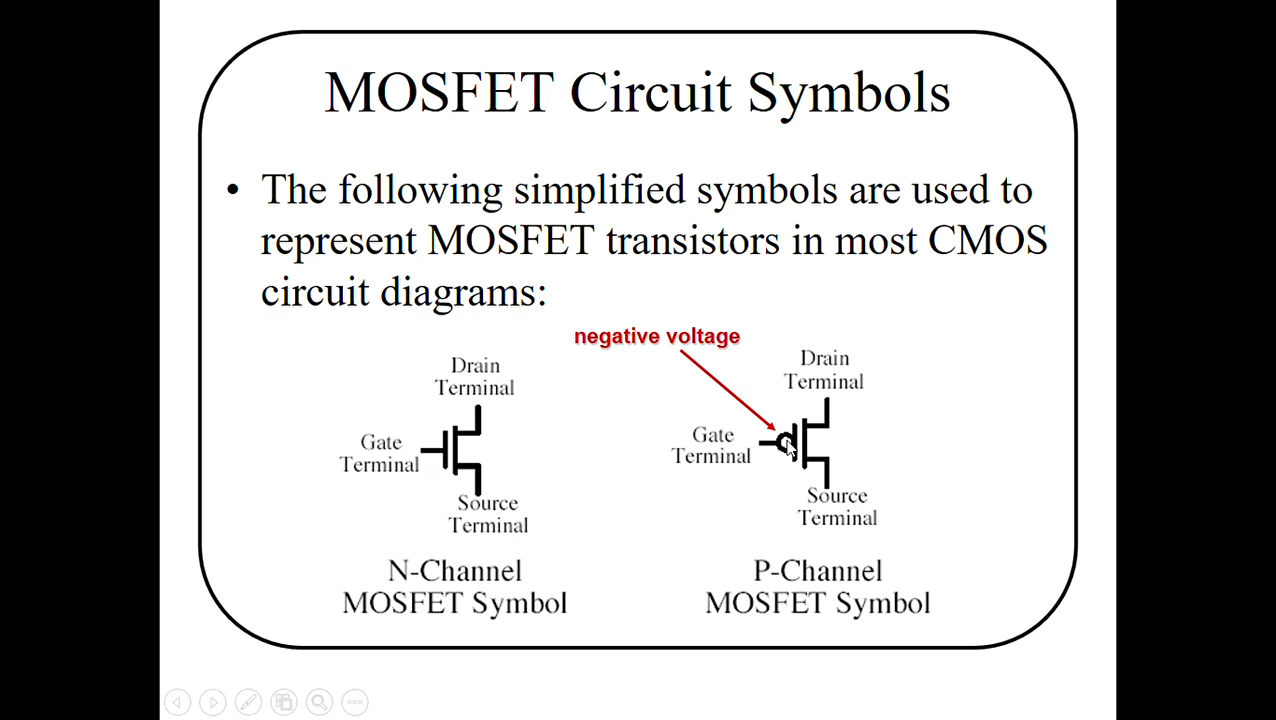 MOSFET Circuit Symbols
• The following simplified symbols are used to
represent MOSFET transistors in most CMOS
circuit diagrams:
negative voltage
Drain
Terminal
Gate
Terminal
Source
Terminal
N-Channel
MOSFET Symbol
Drain
Terminal
Gate
Terminal
Source
Terminal
P-Channel
MOSFET Symbol